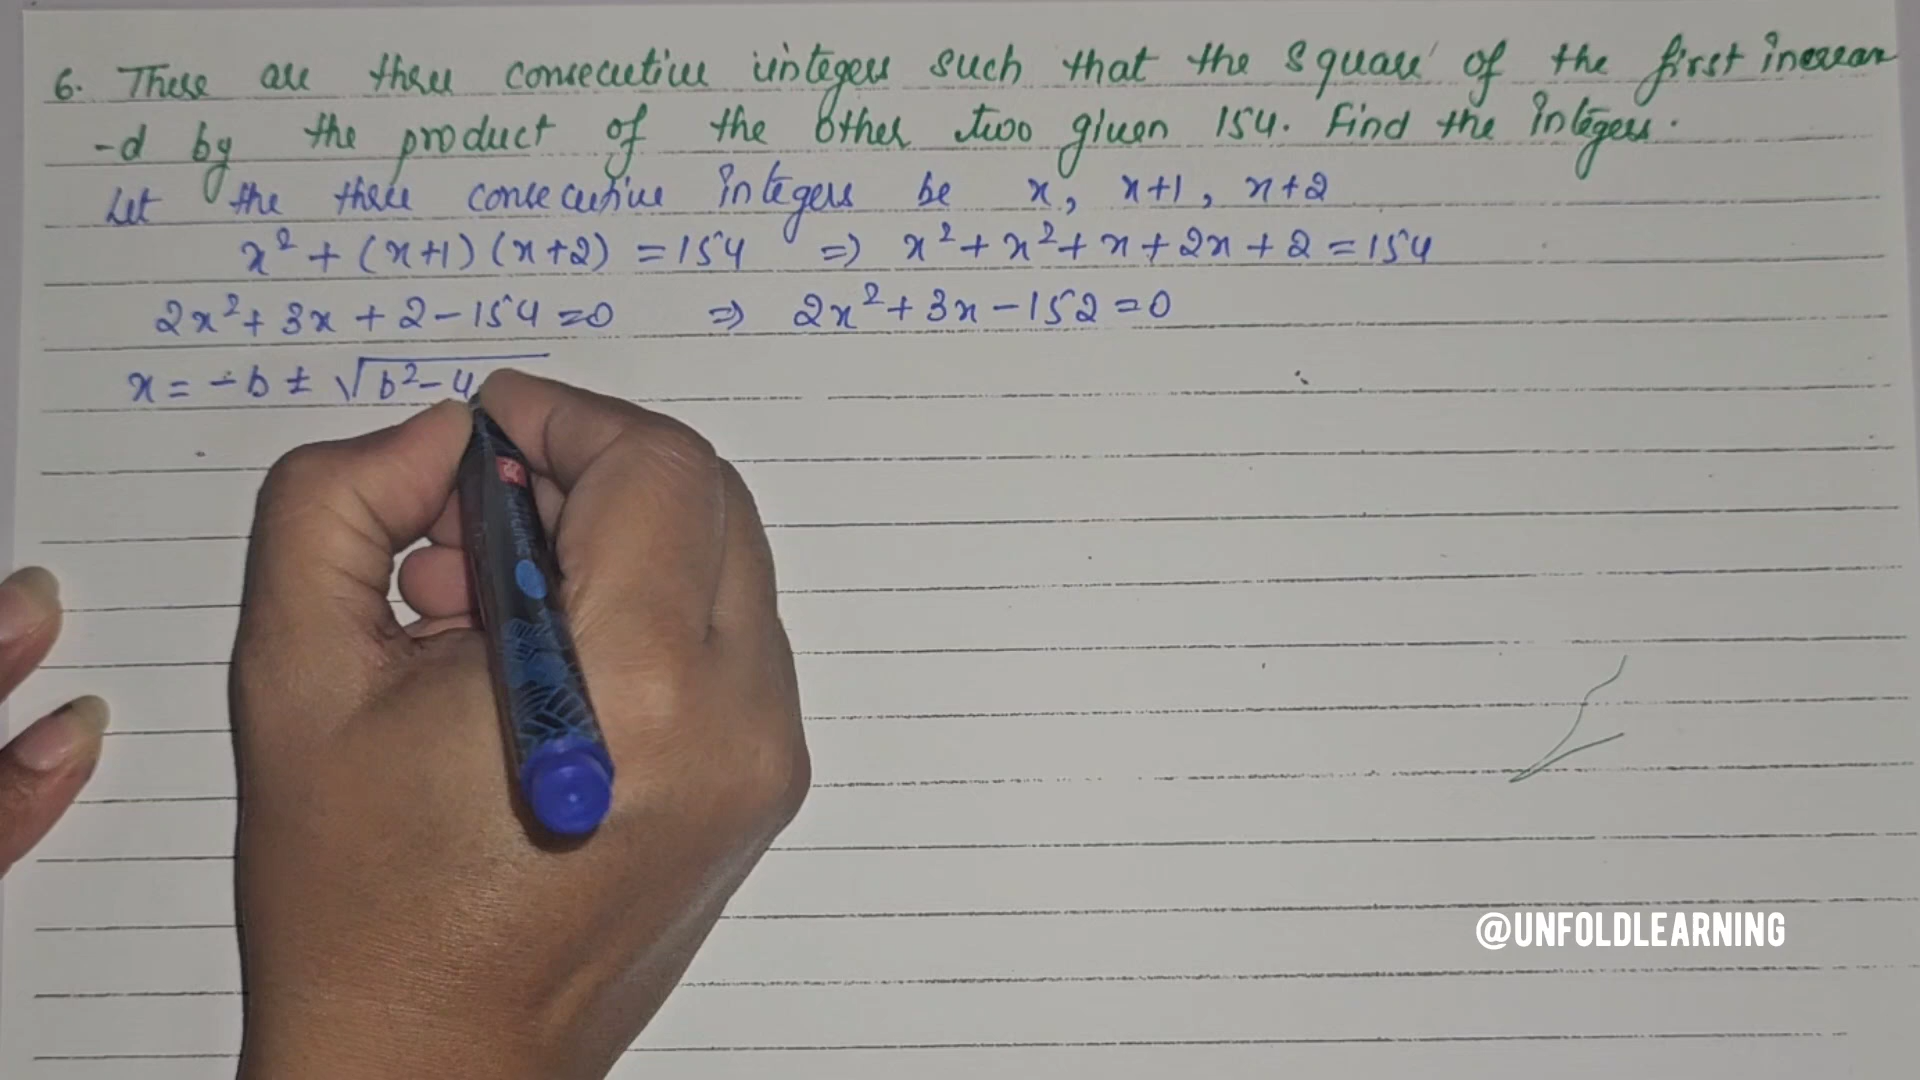 6. There are three consecutive integers such that the square of the first increas
-d by the product of the other two given 154. Find the integers.
Let the three consecutive integers be x, x+1, x+2
x² + (x+1) (x+2) = 154 => x² + x² + x + 2x + 2 = 154
2x² + 3x + 2 - 154 = 0 => 2x² + 3x - 152 = 0
x = -b ± √b² - 4
@UNFOLDLEARNING